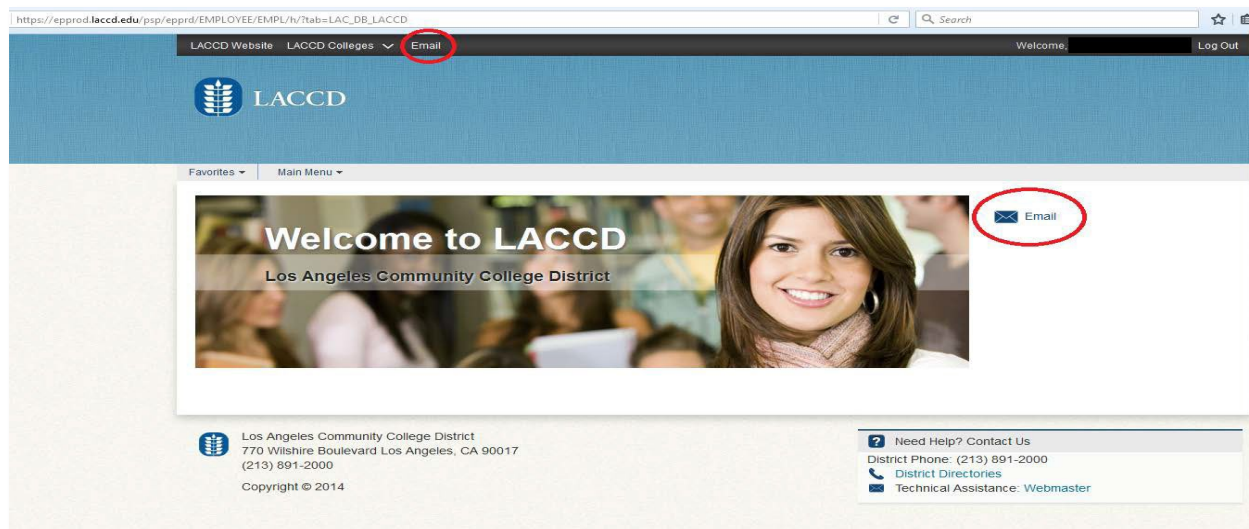 https://epprod.laccd.edu/psp/epprd/EMPLOYEE/EMPL/h/?tab=LAC_DB_LACCD
Search
LACCD Website LACCD Colleges Email Welcome, Log Out
LACCD
Favorites Main Menu
Welcome to LACCD
Los Angeles Community College District
Email
Los Angeles Community College District
770 Wilshire Boulevard Los Angeles, CA 90017
(213) 891-2000
Copyright © 2014
? Need Help? Contact Us
District Phone: (213) 891-2000
District Directories
Technical Assistance: Webmaster